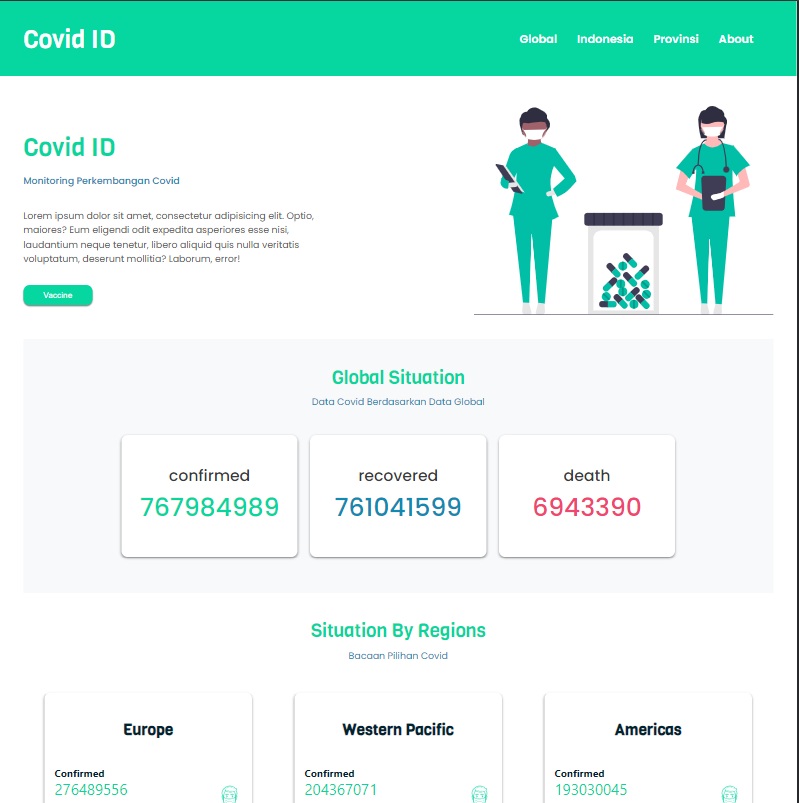 Covid ID
Global Indonesia Provinsi About
Covid ID
Monitoring Perkembangan Covid
Lorem ipsum dolor sit amet, consectetur adipisicing elit. Optio,
maiores? Eum eligendi odit expedita asperiores esse nisi,
laudantium neque tenetur, libero aliquid quis nulla veritatis
voluptatum, deserunt mollitia? Laborum, error!
Vaccine
Global Situation
Data Covid Berdasarkan Data Global
confirmed recovered death
767984989 761041599 6943390
Situation By Regions
Bacaan Pilihan Covid
Europe Western Pacific Americas
Confirmed Confirmed Confirmed
276489556 204367071 193030045